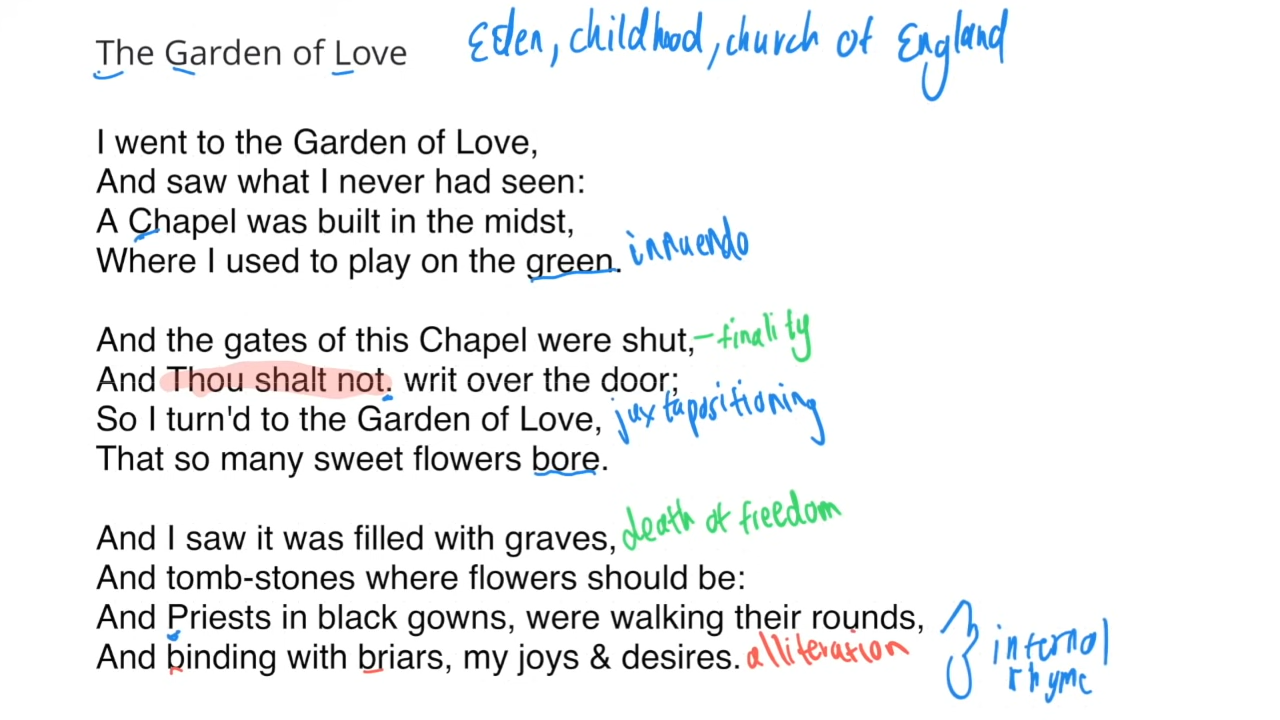 The Garden of Love Eden, childhood, church of England
I went to the Garden of Love,
And saw what I never had seen:
A Chapel was built in the midst,
Where I used to play on the green. innuendo
And the gates of this Chapel were shut, - finality
And Thou shalt not. writ over the door;
So I turn'd to the Garden of Love, juxtapositioning
That so many sweet flowers bore.
And I saw it was filled with graves, death of freedom
And tomb-stones where flowers should be:
And Priests in black gowns, were walking their rounds,
And binding with briars, my joys & desires. alliteration
internal
rhyme